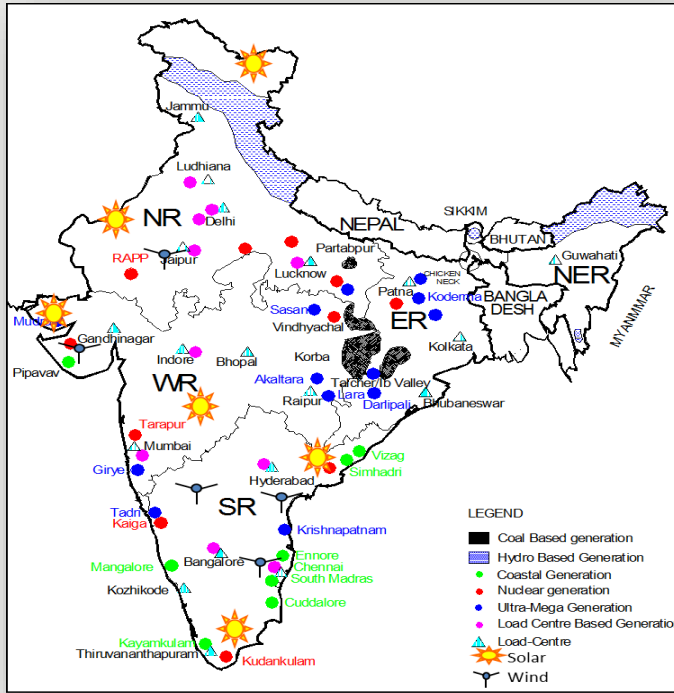 Jammu
Ludhiana
NR
Delhi
RAPP
Jaipur
NEPAL
SIKKIM
BHUTAN
Partabpur
Lucknow
CHICKEN
NECK
Guwahati
NER
Patna
Kodema
BANGLA
DESH
MYANMMAR
Sasan
Vindhyachal
ER
Gandhinagar
Kolkata
Pipavav
Indore
Bhopal
Korba
WR
Akaltara
Talcher/Ib Valley
Raipur
Lara
Darlipali
Bhubaneswar
Tarapur
Mumbai
Girye
Vizag
Simhadri
Hyderabad
SR
Tadri
Kaiga
Krishnapatnam
Ennore
Bangalore
Chennai
Mangalore
South Madras
Kozhikode
Cuddalore
Kayamkulam
Thiruvananthapuram
Kudankulam
LEGEND
Coal Based generation
Hydro Based Generation
Coastal Generation
Nuclear generation
Ultra-Mega Generation
Load Centre Based Generatio
Load-Centre
Solar
Wind